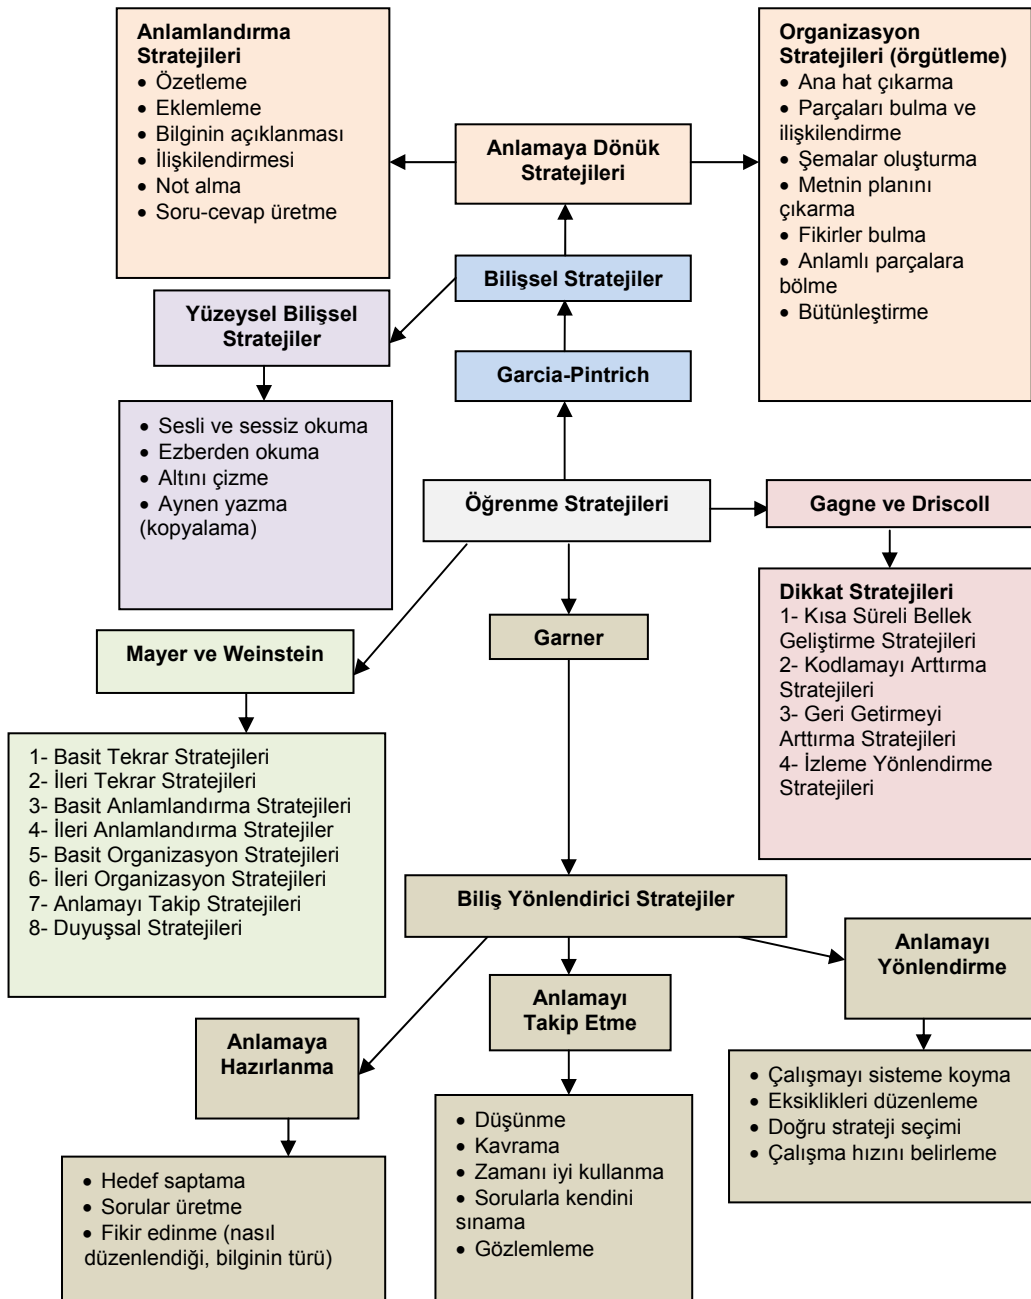 Anlamlandırma
Stratejileri
• Özetleme
• Eklemleme
• Bilginin açıklanması
• İlişkilendirmesi
• Not alma
• Soru-cevap üretme
Anlamaya Dönük
Stratejileri
Organizasyon
Stratejileri (örgütleme)
• Ana hat çıkarma
• Parçaları bulma ve
ilişkilendirme
• Şemalar oluşturma
• Metnin planını
çıkarma
• Fikirler bulma
• Anlamlı parçalara
bölme
• Bütünleştirme
Bilişsel Stratejiler
Yüzeysel Bilişsel
Stratejiler
Garcia-Pintrich
• Sesli ve sessiz okuma
• Ezberden okuma
• Altını çizme
• Aynen yazma
(kopyalama)
Öğrenme Stratejileri
Gagne ve Driscoll
Dikkat Stratejileri
1- Kısa Süreli Bellek
Geliştirme Stratejileri
2- Kodlamayı Arttırma
Stratejileri
3- Geri Getirmeyi
Arttırma Stratejileri
4- İzleme Yönlendirme
Stratejileri
Garner
Mayer ve Weinstein
1- Basit Tekrar Stratejileri
2- İleri Tekrar Stratejileri
3- Basit Anlamlandırma Stratejileri
4- İleri Anlamlandırma Stratejiler
5- Basit Organizasyon Stratejileri
6- İleri Organizasyon Stratejileri
7- Anlamayı Takip Stratejileri
8- Duyuşsal Stratejileri
Biliş Yönlendirici Stratejiler
Anlamayı
Yönlendirme
Anlamayı
Takip Etme
Anlamaya
Hazırlanma
• Çalışmayı sisteme koyma
• Eksiklikleri düzenleme
• Doğru strateji seçimi
• Çalışma hızını belirleme
• Düşünme
• Kavrama
• Zamanı iyi kullanma
• Sorularla kendini
sınama
• Gözlemleme
• Hedef saptama
• Sorular üretme
• Fikir edinme (nasıl
düzenlendiği, bilginin türü)